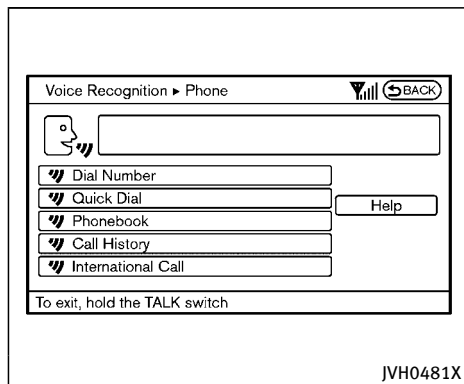 Voice Recognition ▸ Phone
BACK
Dial Number
Quick Dial
Help
Phonebook
Call History
International Call
To exit, hold the TALK switch
JVH0481X